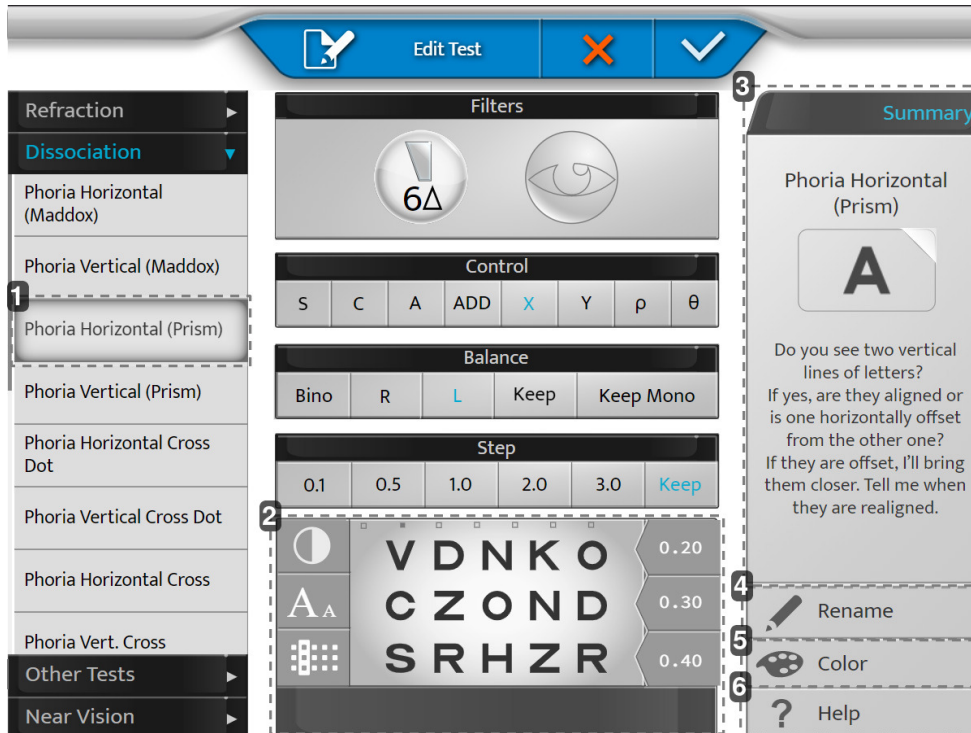 Edit Test
3
Refraction
Dissociation
Phoria Horizontal
(Maddox)
Phoria Vertical (Maddox)
1
Phoria Horizontal (Prism)
Phoria Vertical (Prism)
Phoria Horizontal Cross
Dot
Phoria Vertical Cross Dot
Phoria Horizontal Cross
Phoria Vert. Cross
Other Tests
Near Vision
Filters
6Δ
Control
S C A ADD X Y ρ θ
Balance
Bino R L Keep Keep Mono
Step
0.1 0.5 1.0 2.0 3.0 Keep
2
A A
V D N K O 0.20
C Z O N D 0.30
S R H Z R 0.40
Summary
Phoria Horizontal
(Prism)
A
Do you see two vertical
lines of letters?
If yes, are they aligned or
is one horizontally offset
from the other one?
If they are offset, I'll bring
them closer. Tell me when
they are realigned.
4
Rename
5
Color
6
? Help